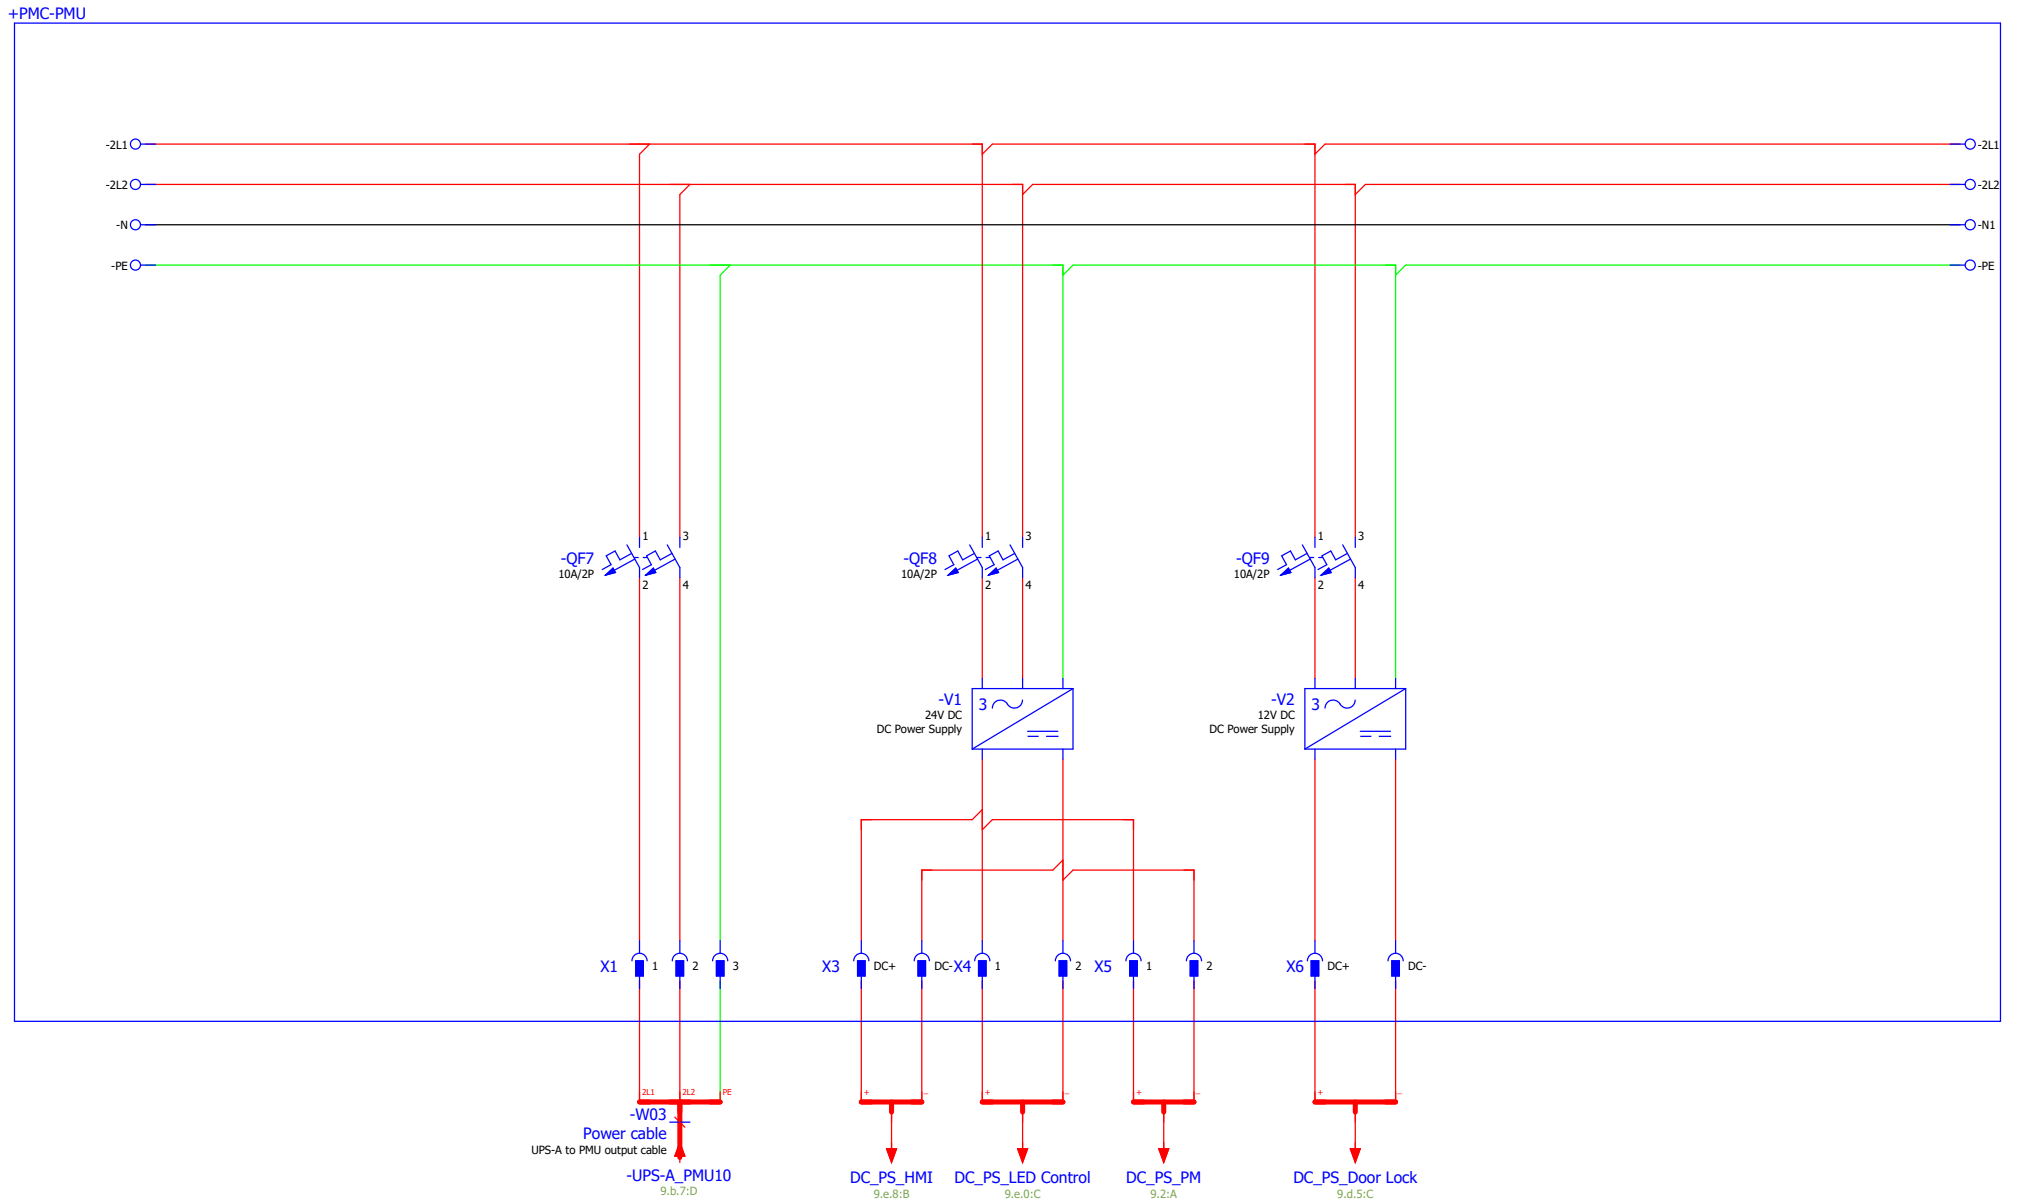 +PMC-PMU
-2L1 -2L1
-2L2 -2L2
-N -N1
-PE -PE
1 3 1 3 1 3
-QF7 -QF8 -QF9
10A/2P 10A/2P 10A/2P
2 4 2 4 2 4
-V1 3 -V2 3
24V DC 12V DC
DC Power Supply DC Power Supply
X1 1 2 3 X3 DC+ DC- X4 1 2 X5 1 2 X6 DC+ DC-
2L1 2L2 PE + - + - + - + -
-W03
Power cable
UPS-A to PMU output cable
-UPS-A_PMU10 DC_PS_HMI DC_PS_LED Control DC_PS_PM DC_PS_Door Lock
9.b.7:D 9.e.8:B 9.e.0:C 9.2:A 9.d.5:C